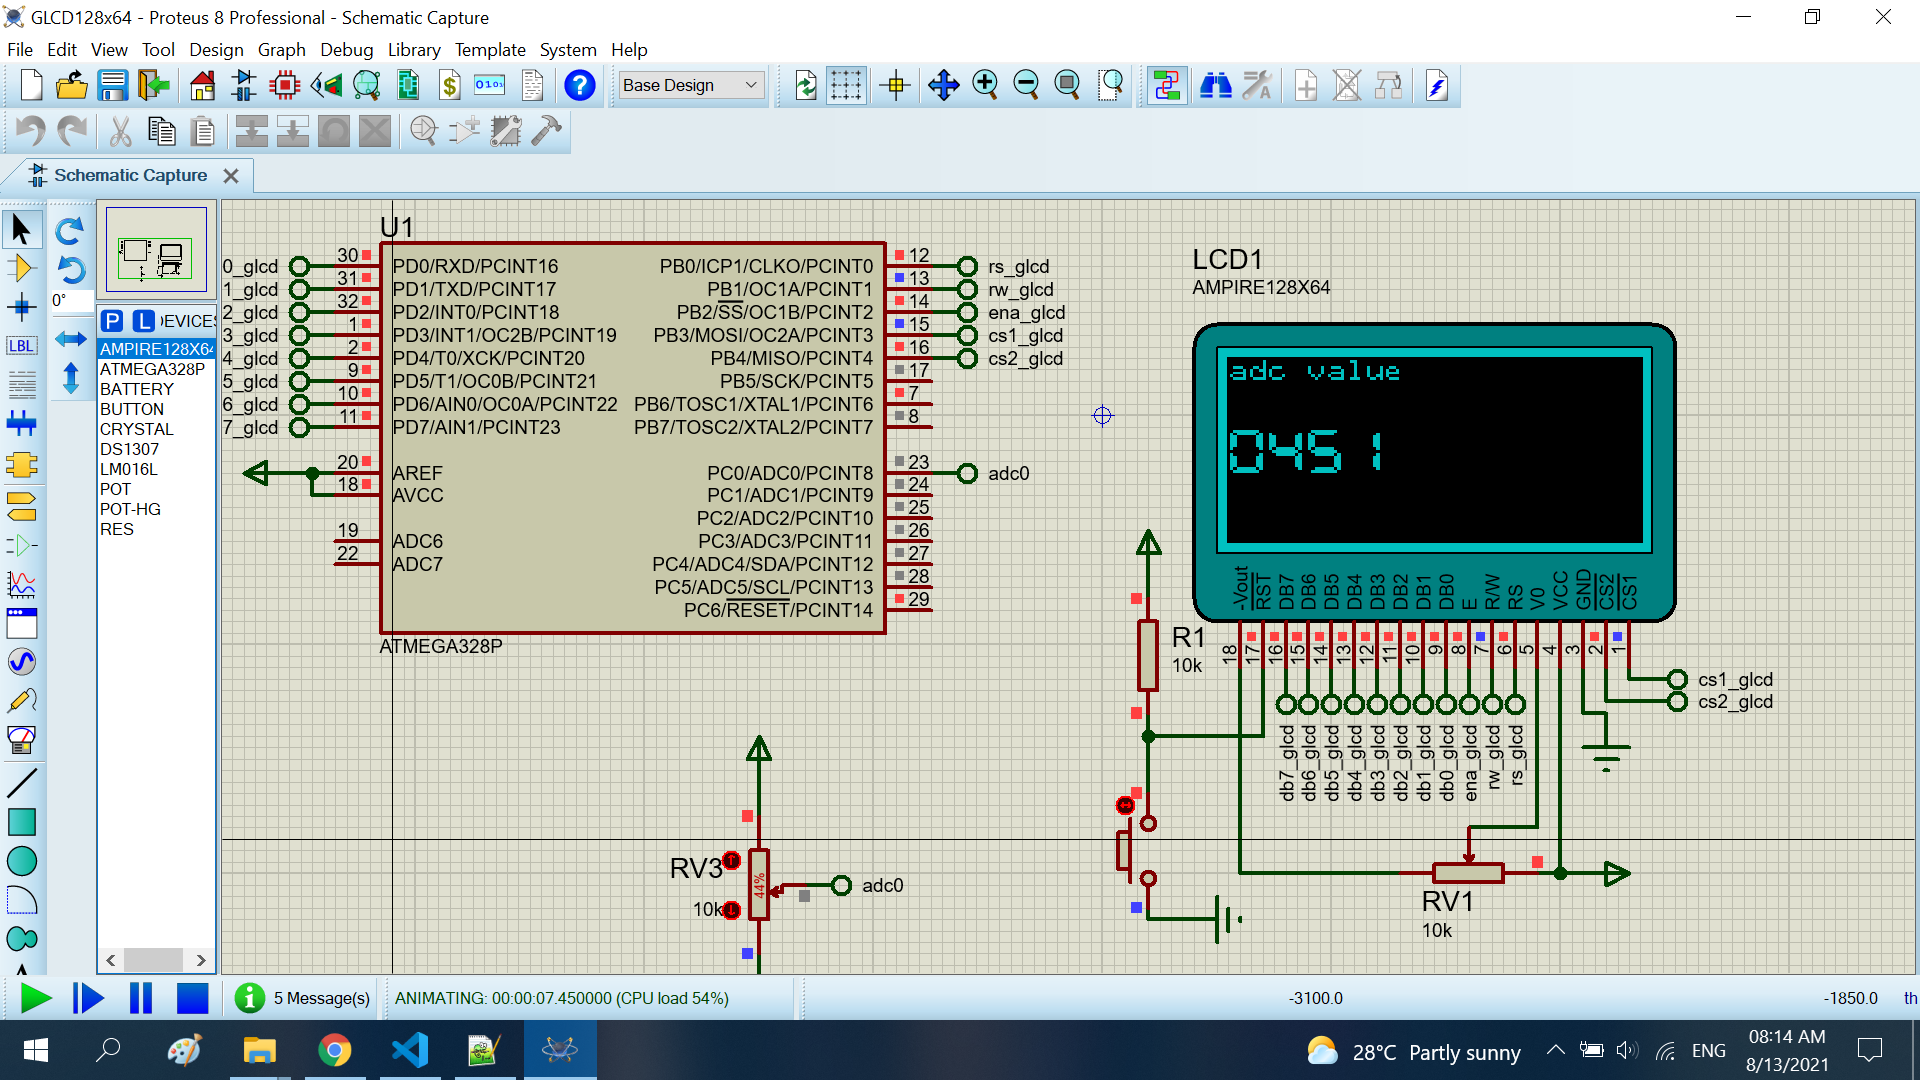 GLCD128x64 - Proteus 8 Professional - Schematic Capture
File Edit View Tool Design Graph Debug Library Template System Help
Base Design
Schematic Capture
0°
P L DEVICES
AMPIRE128X64
ATMEGA328P
BATTERY
BUTTON
CRYSTAL
DS1307
LM016L
POT
POT-HG
RES
LBL
U1
0_glcd 30 PD0/RXD/PCINT16 PB0/ICP1/CLKO/PCINT0 12 rs_glcd
1_glcd 31 PD1/TXD/PCINT17 PB1/OC1A/PCINT1 13 rw_glcd
2_glcd 32 PD2/INT0/PCINT18 PB2/SS/OC1B/PCINT2 14 ena_glcd
3_glcd 1 PD3/INT1/OC2B/PCINT19 PB3/MOSI/OC2A/PCINT3 15 cs1_glcd
4_glcd 2 PD4/T0/XCK/PCINT20 PB4/MISO/PCINT4 16 cs2_glcd
5_glcd 9 PD5/T1/OC0B/PCINT21 PB5/SCK/PCINT5 17
6_glcd 10 PD6/AIN0/OC0A/PCINT22 PB6/TOSC1/XTAL1/PCINT6 7
7_glcd 11 PD7/AIN1/PCINT23 PB7/TOSC2/XTAL2/PCINT7 8
20 AREF PC0/ADC0/PCINT8 23 adc0
18 AVCC PC1/ADC1/PCINT9 24
PC2/ADC2/PCINT10 25
19 ADC6 PC3/ADC3/PCINT11 26
22 ADC7 PC4/ADC4/SDA/PCINT12 27
PC5/ADC5/SCL/PCINT13 28
PC6/RESET/PCINT14 29
ATMEGA328P
LCD1
AMPIRE128X64
adc value
0451
-Vout RST DB7 DB6 DB5 DB4 DB3 DB2 DB1 DB0 E R/W RS V0 VCC GND CS2 CS1
18 17 16 15 14 13 12 11 10 9 8 7 6 5 4 3 2 1
cs1_glcd
cs2_glcd
db7_glcd db6_glcd db5_glcd db4_glcd db3_glcd db2_glcd db1_glcd db0_glcd ena_glcd rw_glcd rs_glcd
R1
10k
RV3
44%
adc0
10k
RV1
10k
5 Message(s) ANIMATING: 00:00:07.450000 (CPU load 54%) -3100.0 -1850.0 th
28°C Partly sunny ENG 08:14 AM
8/13/2021